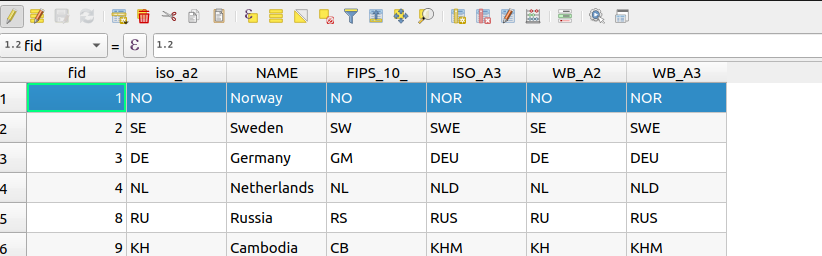 1.2 fid = ε 1.2
fid iso_a2 NAME FIPS_10_ ISO_A3 WB_A2 WB_A3
1 1 NO Norway NO NOR NO NOR
2 2 SE Sweden SW SWE SE SWE
3 3 DE Germany GM DEU DE DEU
4 4 NL Netherlands NL NLD NL NLD
5 8 RU Russia RS RUS RU RUS
6 9 KH Cambodia CB KHM KH KHM